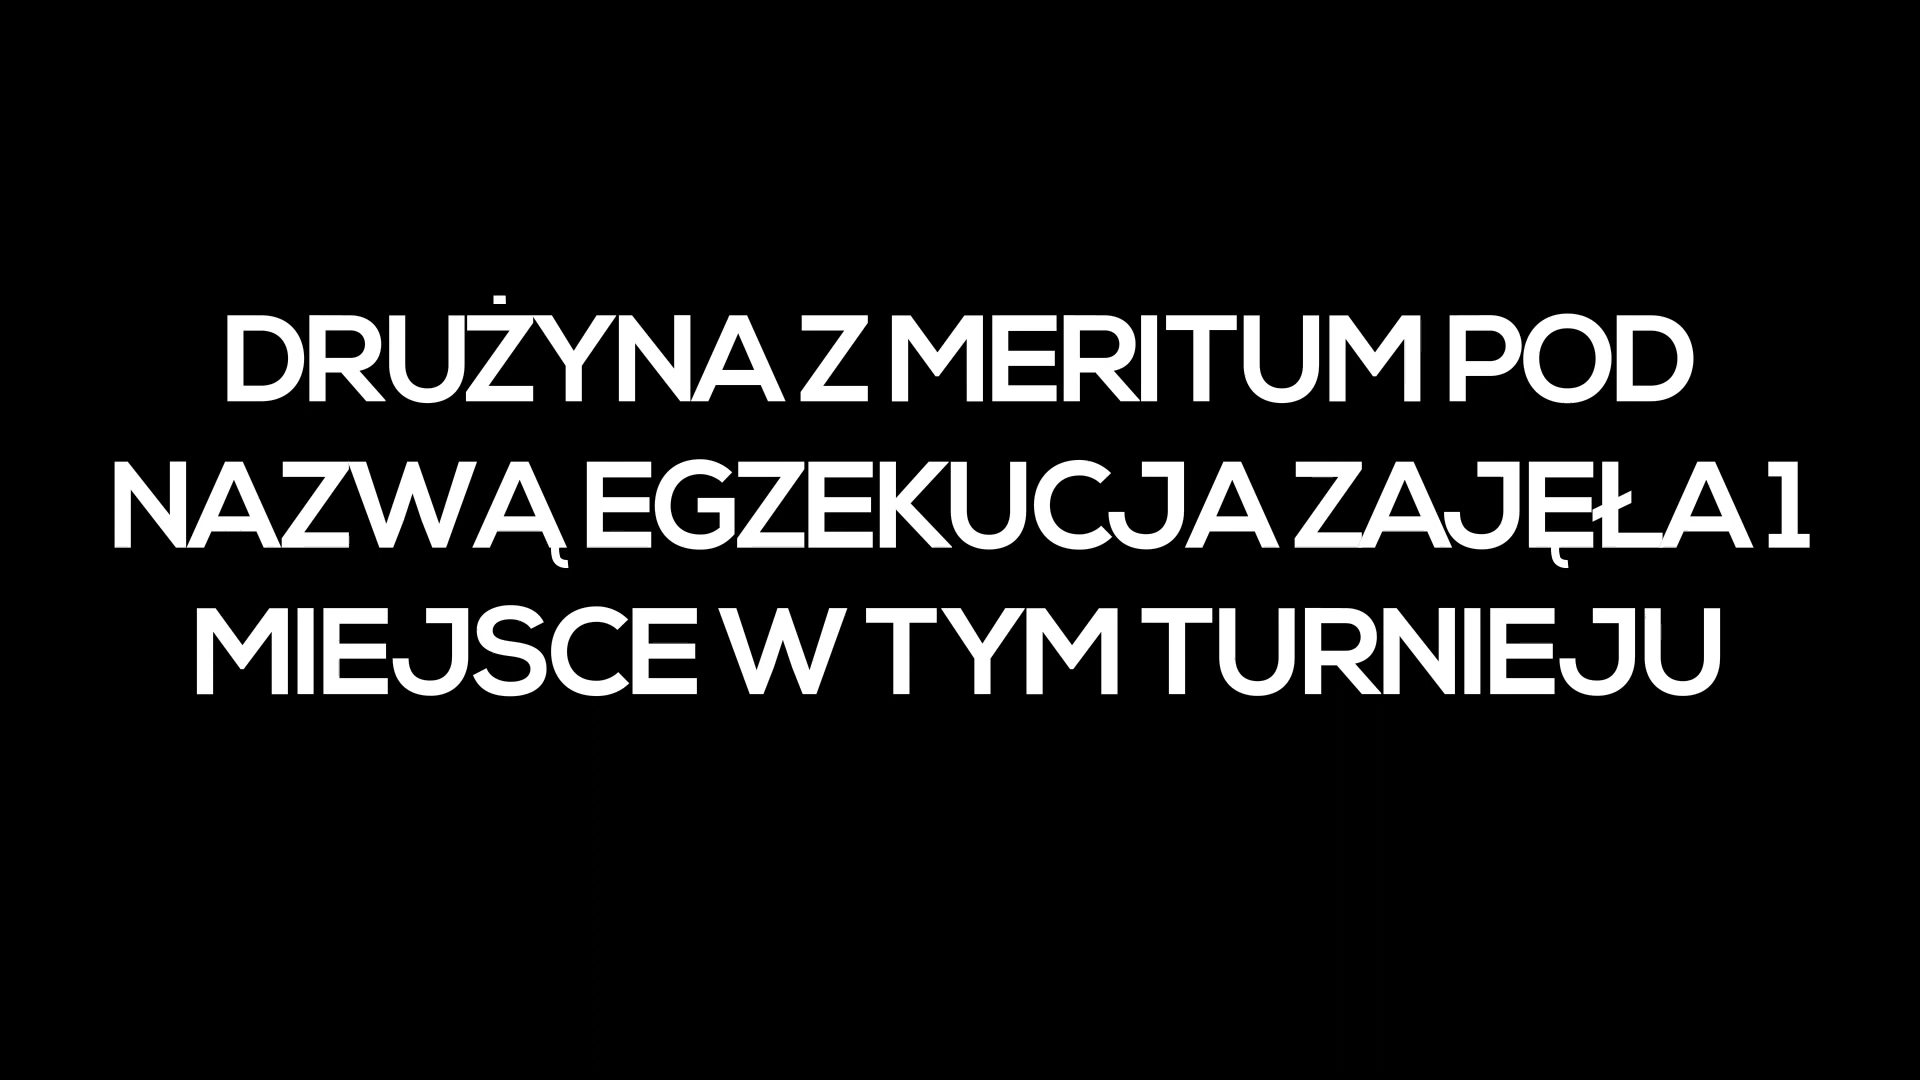 DRUŻYNA Z MERITUM POD
NAZWĄ EGZEKUCJA ZAJĘŁA 1
MIEJSCE W TYM TURNIEJU